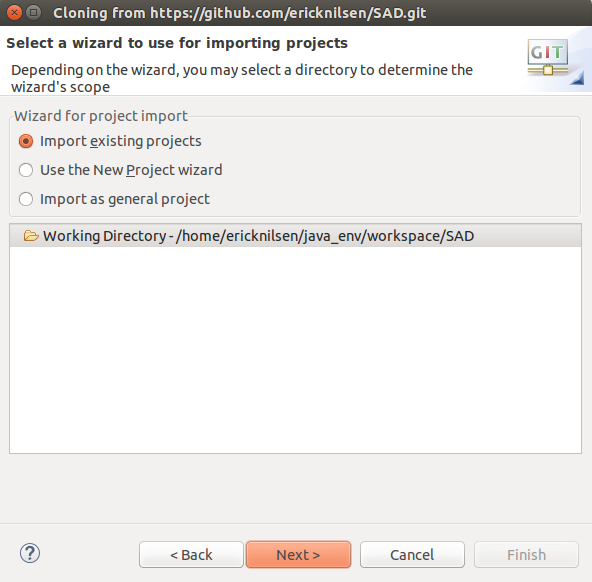 Cloning from https://github.com/ericknilsen/SAD.git
Select a wizard to use for importing projects
Depending on the wizard, you may select a directory to determine the
wizard's scope
GIT
Wizard for project import
Import existing projects
Use the New Project wizard
Import as general project
Working Directory - /home/ericknilsen/java_env/workspace/SAD
?
< Back
Next >
Cancel
Finish